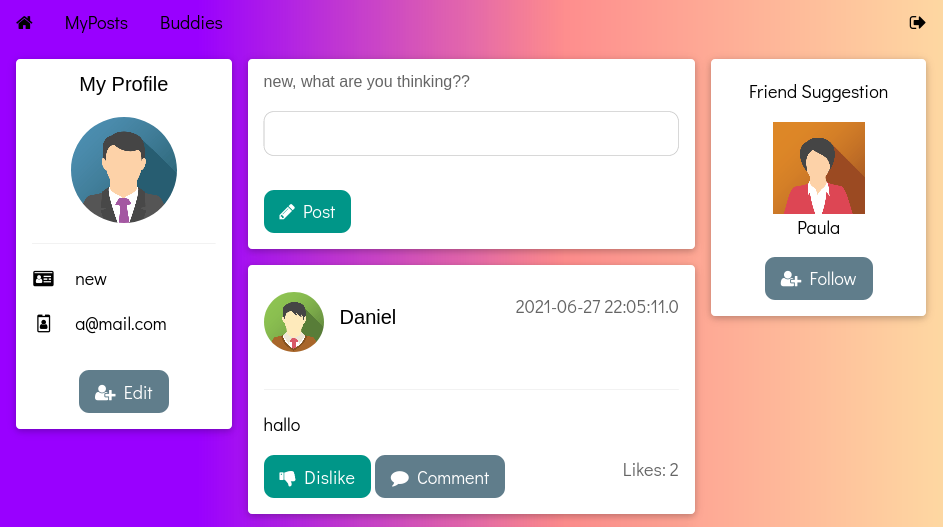 MyPosts Buddies
My Profile
new
a@mail.com
Edit
new, what are you thinking??
Post
Daniel
2021-06-27 22:05:11.0
hallo
Dislike
Comment
Likes: 2
Friend Suggestion
Paula
Follow